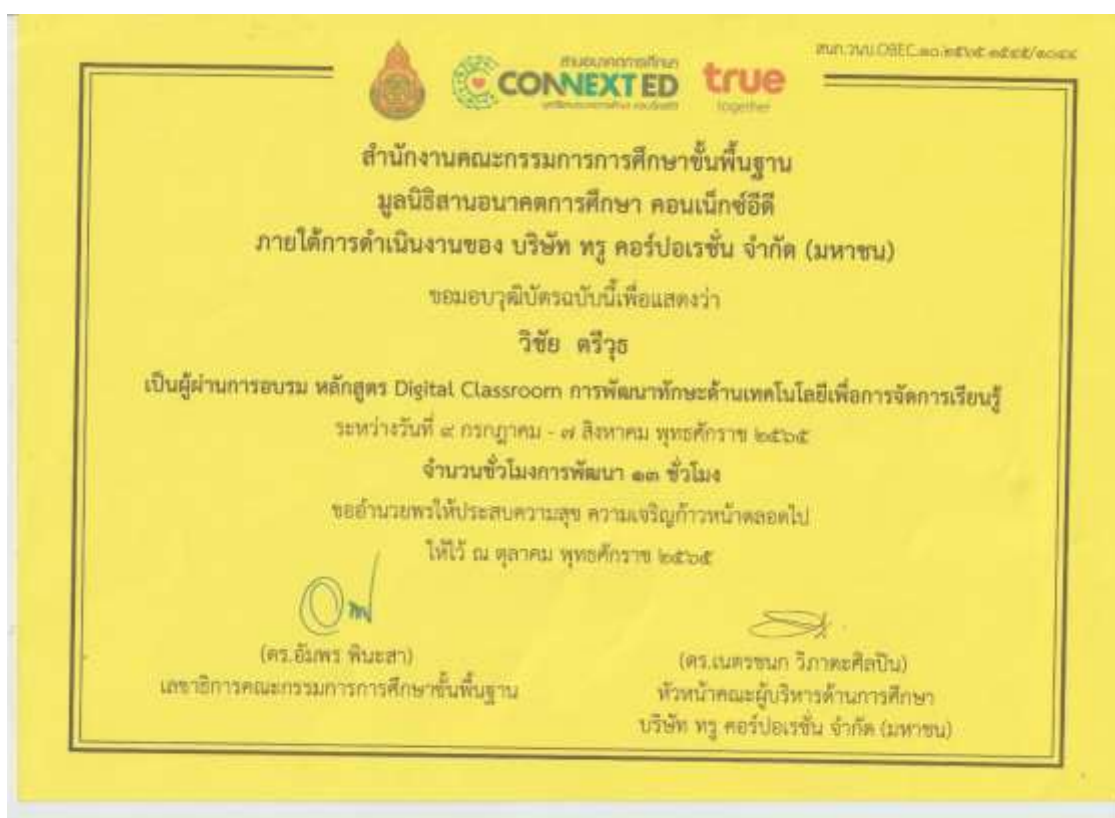 สานอนาคตการศึกษา
CONNEXT ED
true
together
สำนักงานคณะกรรมการการศึกษาขั้นพื้นฐาน
มูลนิธิสานอนาคตการศึกษา คอนเน็กซ์อีดี
ภายใต้การดำเนินงานของ บริษัท ทรู คอร์ปอเรชั่น จำกัด (มหาชน)
ขอมอบวุฒิบัตรฉบับนี้เพื่อแสดงว่า
วิชัย ตรีวุธ
เป็นผู้ผ่านการอบรม หลักสูตร Digital Classroom การพัฒนาทักษะด้านเทคโนโลยีเพื่อการจัดการเรียนรู้
ระหว่างวันที่ ๙ กรกฎาคม - ๗ สิงหาคม พุทธศักราช ๒๕๖๕
จำนวนชั่วโมงการพัฒนา ๑๓ ชั่วโมง
ขออำนวยพรให้ประสบความสุข ความเจริญก้าวหน้าตลอดไป
ให้ไว้ ณ ตุลาคม พุทธศักราช ๒๕๖๕
(ดร.อัมพร พินะสา)
เลขาธิการคณะกรรมการการศึกษาขั้นพื้นฐาน
(ดร.เนตรชนก วิภาตะศิลปิน)
หัวหน้าคณะผู้บริหารด้านการศึกษา
บริษัท ทรู คอร์ปอเรชั่น จำกัด (มหาชน)